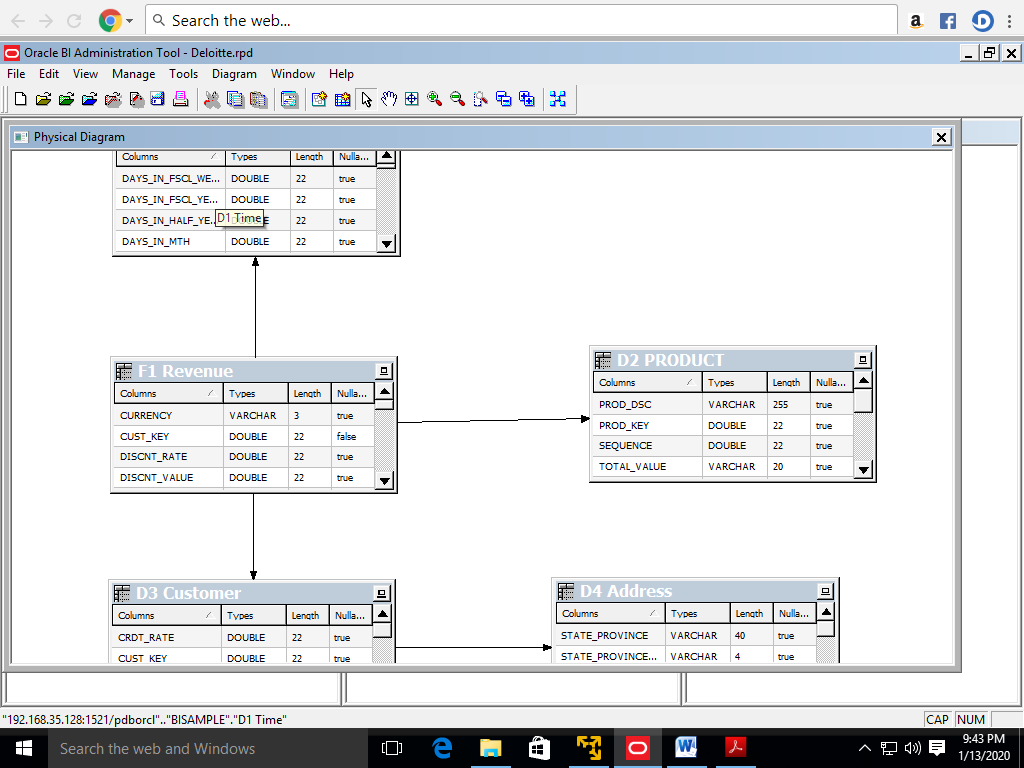 Search the web...
Oracle BI Administration Tool - Deloitte.rpd
File Edit View Manage Tools Diagram Window Help
Physical Diagram
Columns Types Length Nulla...
DAYS_IN_FSCL_WE... DOUBLE 22 true
DAYS_IN_FSCL_YE... DOUBLE 22 true
DAYS_IN_HALF_YE... 22 true
D1 Time
DAYS_IN_MTH DOUBLE 22 true
F1 Revenue
Columns Types Length Nulla...
CURRENCY VARCHAR 3 true
CUST_KEY DOUBLE 22 false
DISCNT_RATE DOUBLE 22 true
DISCNT_VALUE DOUBLE 22 true
D2 PRODUCT
Columns Types Length Nulla...
PROD_DSC VARCHAR 255 true
PROD_KEY DOUBLE 22 true
SEQUENCE DOUBLE 22 true
TOTAL_VALUE VARCHAR 20 true
D3 Customer
Columns Types Length Nulla...
CRDT_RATE DOUBLE 22 true
CUST_KEY DOUBLE 22 true
D4 Address
Columns Types Length Nulla...
STATE_PROVINCE VARCHAR 40 true
STATE_PROVINCE... VARCHAR 4 true
"192.168.35.128:1521/pdborcl".."BISAMPLE"."D1 Time"
CAP NUM
Search the web and Windows
9:43 PM
1/13/2020